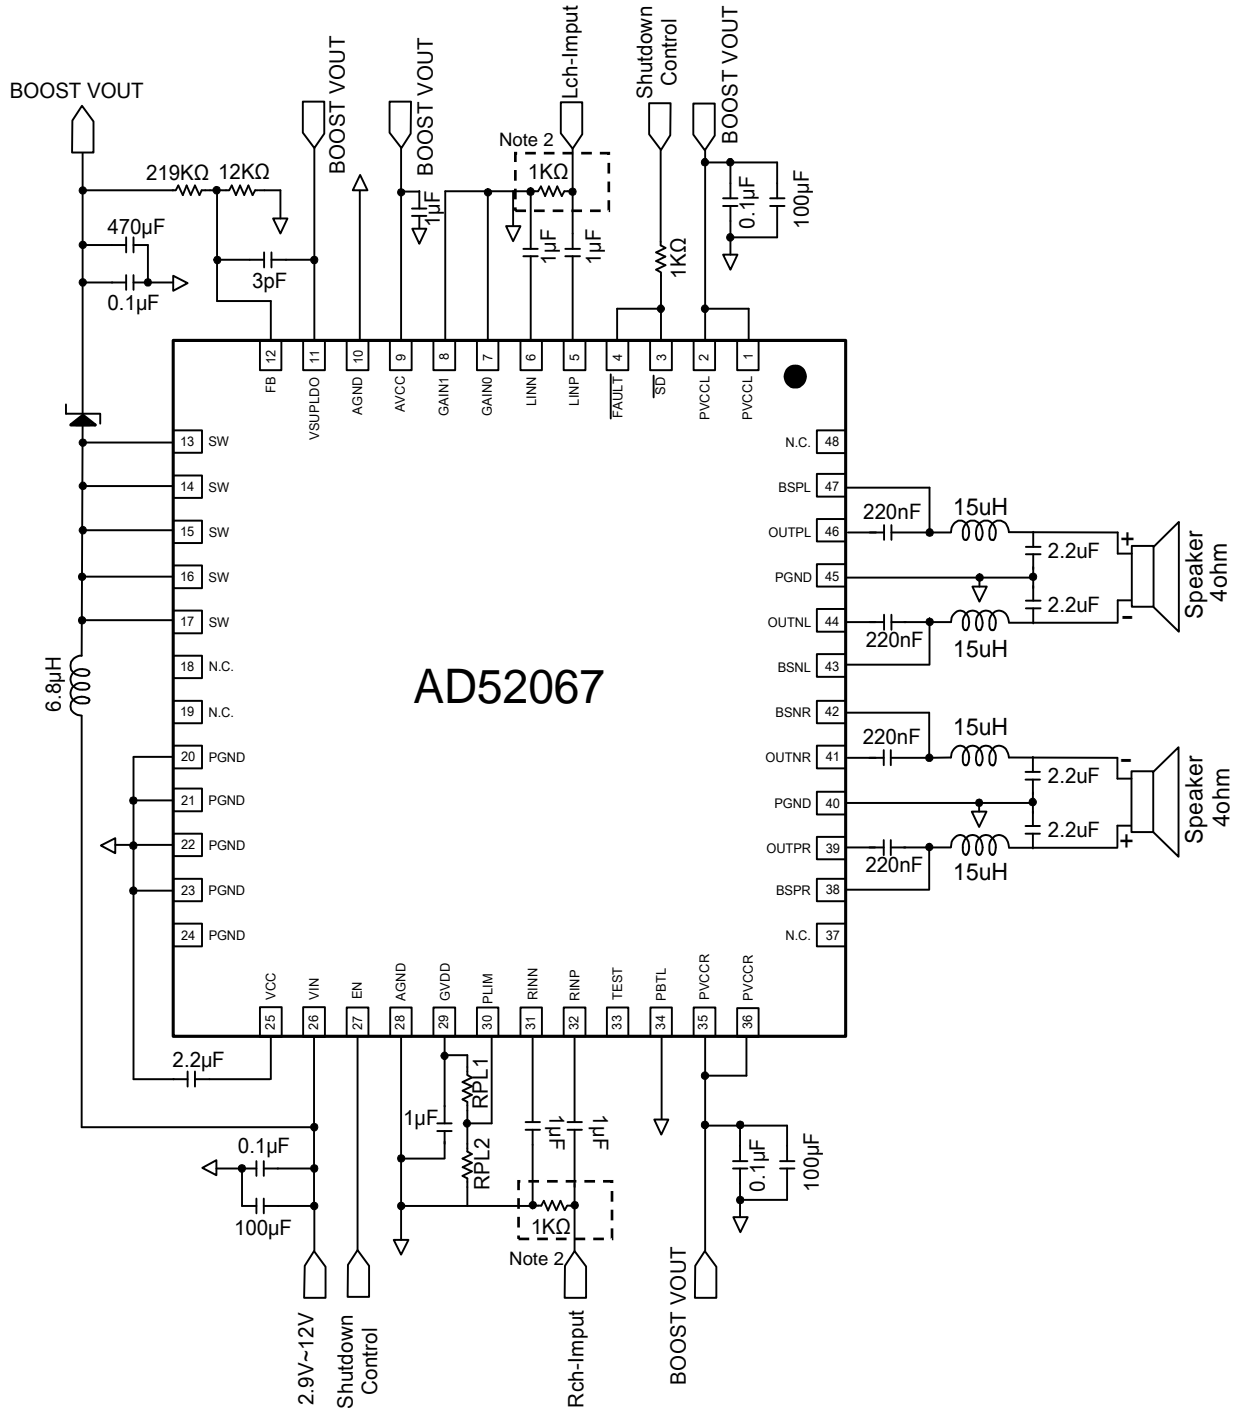 BOOST VOUT
BOOST VOUT
BOOST VOUT
Lch-Imput
Shutdown
Control
BOOST VOUT
Note 2
219KΩ
12KΩ
1KΩ
470µF
0.1µF
3pF
1µF
1µF
1µF
1KΩ
0.1µF
100µF
12
11
10
9
8
7
6
5
4
3
2
1
FB
VSUPLDO
AGND
AVCC
GAIN1
GAIN0
LINN
LINP
FAULT
SD
PVCCL
PVCCL
13 SW
14 SW
15 SW
16 SW
17 SW
18 N.C.
19 N.C.
20 PGND
21 PGND
22 PGND
23 PGND
24 PGND
6.8µH
AD52067
N.C. 48
BSPL 47
OUTPL 46
PGND 45
OUTNL 44
BSNL 43
BSNR 42
OUTNR 41
PGND 40
OUTPR 39
BSPR 38
N.C. 37
220nF
15uH
2.2uF
2.2uF
220nF
15uH
+
-
Speaker
4ohm
220nF
15uH
2.2uF
2.2uF
220nF
15uH
-
+
Speaker
4ohm
VCC
VIN
EN
AGND
GVDD
PLIM
RINN
RINP
TEST
PBTL
PVCCR
PVCCR
25
26
27
28
29
30
31
32
33
34
35
36
2.2µF
0.1µF
100µF
1µF
RPL1
RPL2
1µF
1µF
1KΩ
Note 2
0.1µF
100µF
2.9V~12V
Shutdown
Control
Rch-Imput
BOOST VOUT